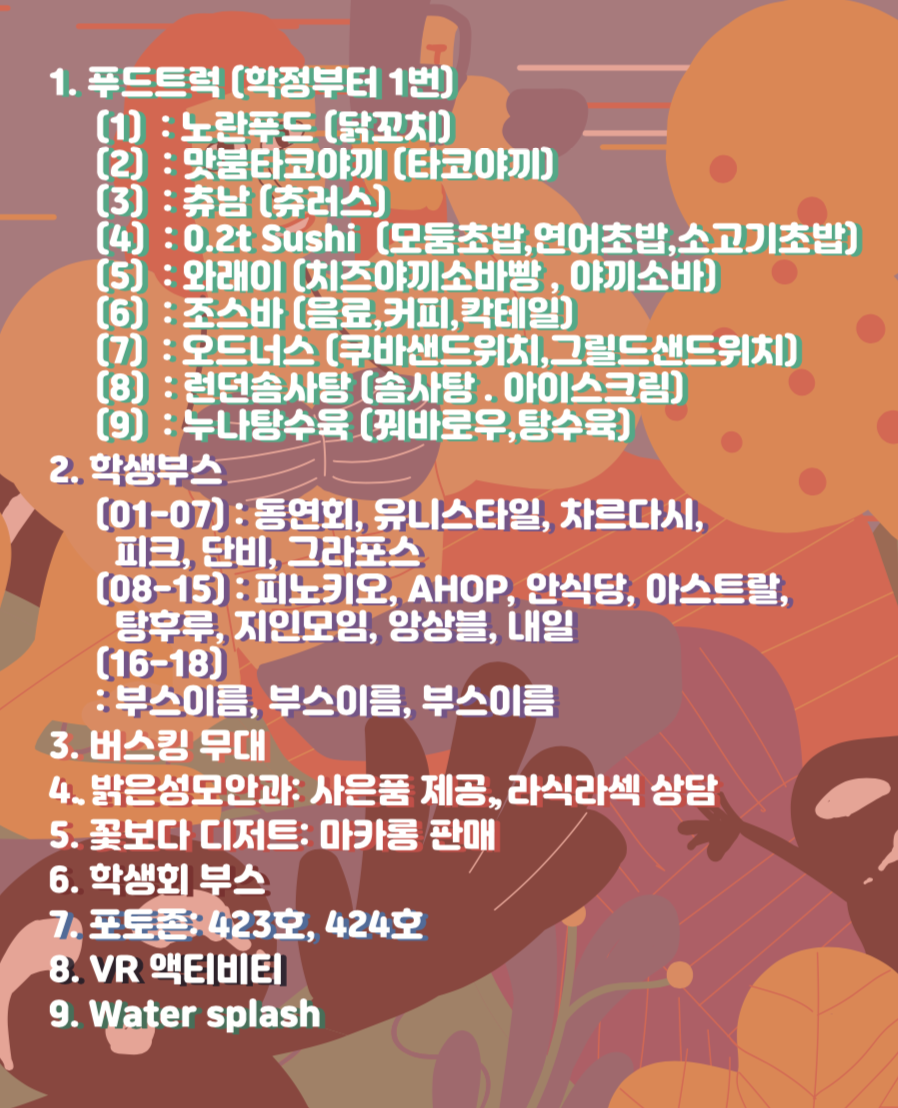 1. 푸드트럭 (학정부터 1번)
(1) : 노란푸드 (닭꼬치)
(2) : 맛붐타코야끼 (타코야끼)
(3) : 츄남 (츄러스)
(4) : 0.2t Sushi (모둠초밥,연어초밥,소고기초밥)
(5) : 와래이 (치즈야끼소바빵 , 야끼소바)
(6) : 조스바 (음료,커피,칵테일)
(7) : 오드너스 (쿠바샌드위치,그릴드샌드위치)
(8) : 런던솜사탕 (솜사탕 . 아이스크림)
(9) : 누나탕수육 (꿔바로우,탕수육)
2. 학생부스
(01-07) : 동연회, 유니스타일, 차르다시,
피크, 단비, 그라포스
(08-15) : 피노키오, AHOP, 안식당, 아스트랄,
탕후루, 지인모임, 앙상블, 내일
(16-18)
: 부스이름, 부스이름, 부스이름
3. 버스킹 무대
4. 밝은성모안과: 사은품 제공,, 라식라섹 상담
5. 꽃보다 디저트: 마카롱 판매
6. 학생회 부스
7. 포토존: 423호, 424호
8. VR 액티비티
9. Water splash